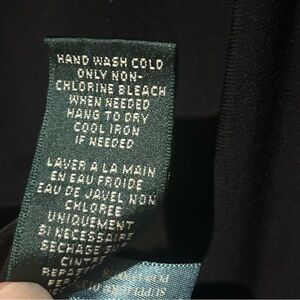 HAND WASH COLD
ONLY NON-
CHLORINE BLEACH
WHEN NEEDED
HANG TO DRY
COOL IRON
IF NEEDED
LAVER A LA MAIN
EN EAU FROIDE
EAU DE JAVEL NON
CHLOREE
UNIQUEMENT
SI NECESSAIRE
SECHAGE SUR
CINTRE